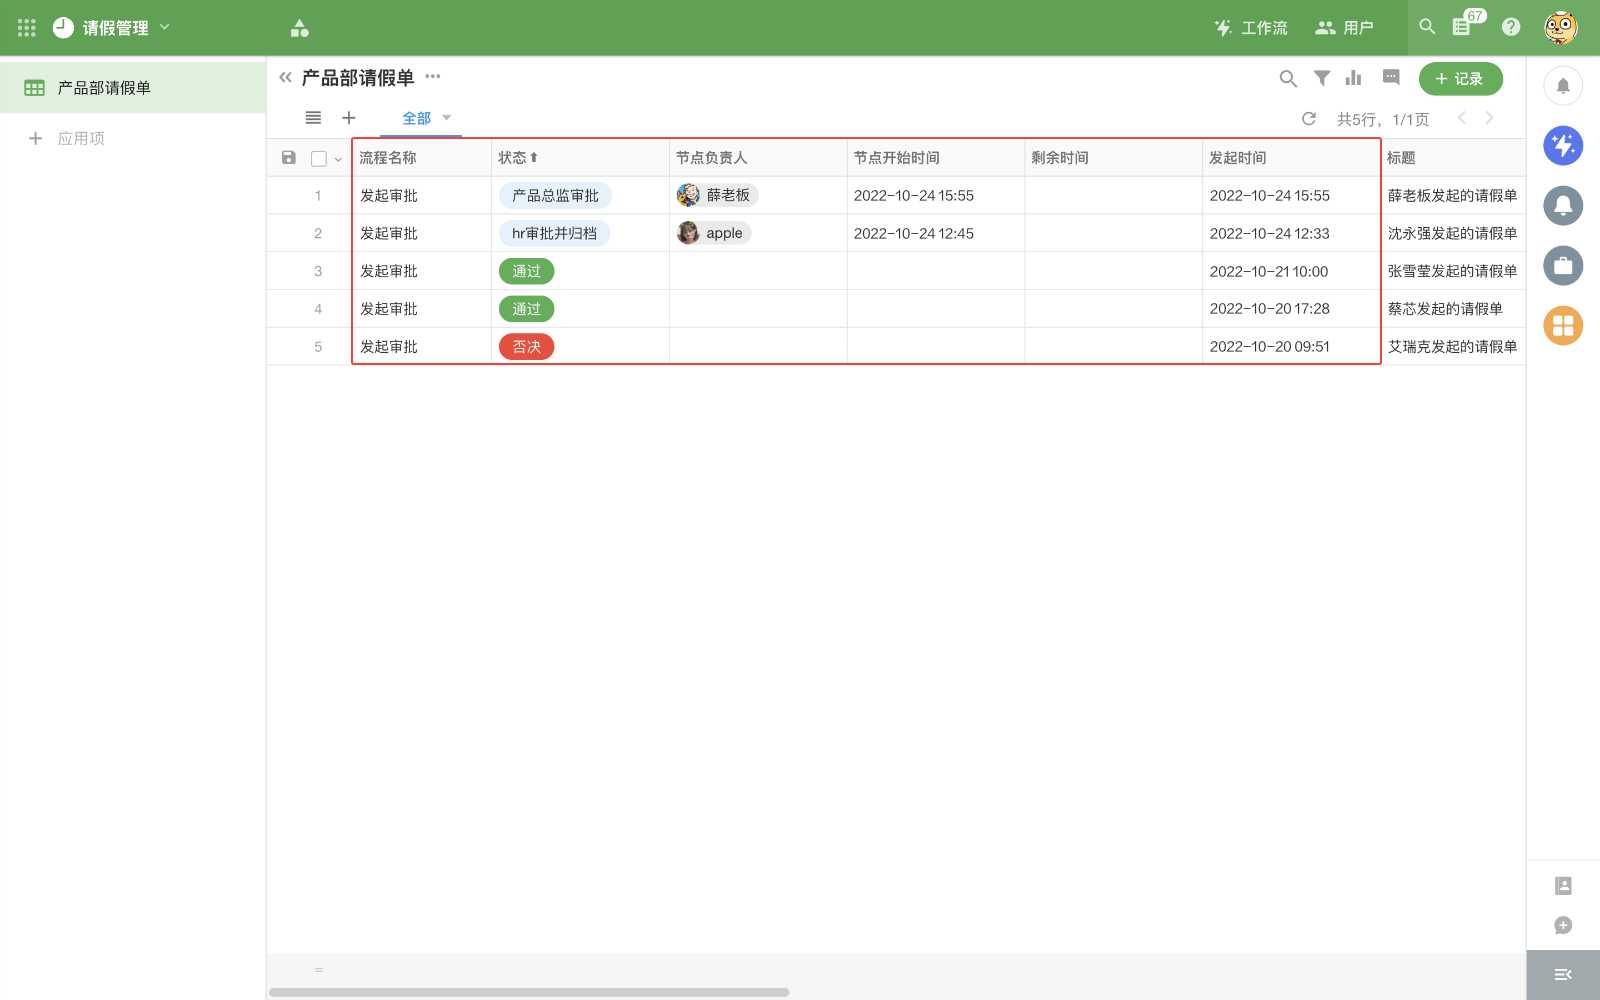 请假管理
工作流 用户 67
产品部请假单
应用项
产品部请假单
记录
全部
共5行，1/1页
流程名称 状态 节点负责人 节点开始时间 剩余时间 发起时间 标题
1 发起审批 产品总监审批 薛老板 2022-10-24 15:55 2022-10-24 15:55 薛老板发起的请假单
2 发起审批 hr审批并归档 apple 2022-10-24 12:45 2022-10-24 12:33 沈永强发起的请假单
3 发起审批 通过 2022-10-21 10:00 张雪莹发起的请假单
4 发起审批 通过 2022-10-20 17:28 蔡芯发起的请假单
5 发起审批 否决 2022-10-20 09:51 艾瑞克发起的请假单
=